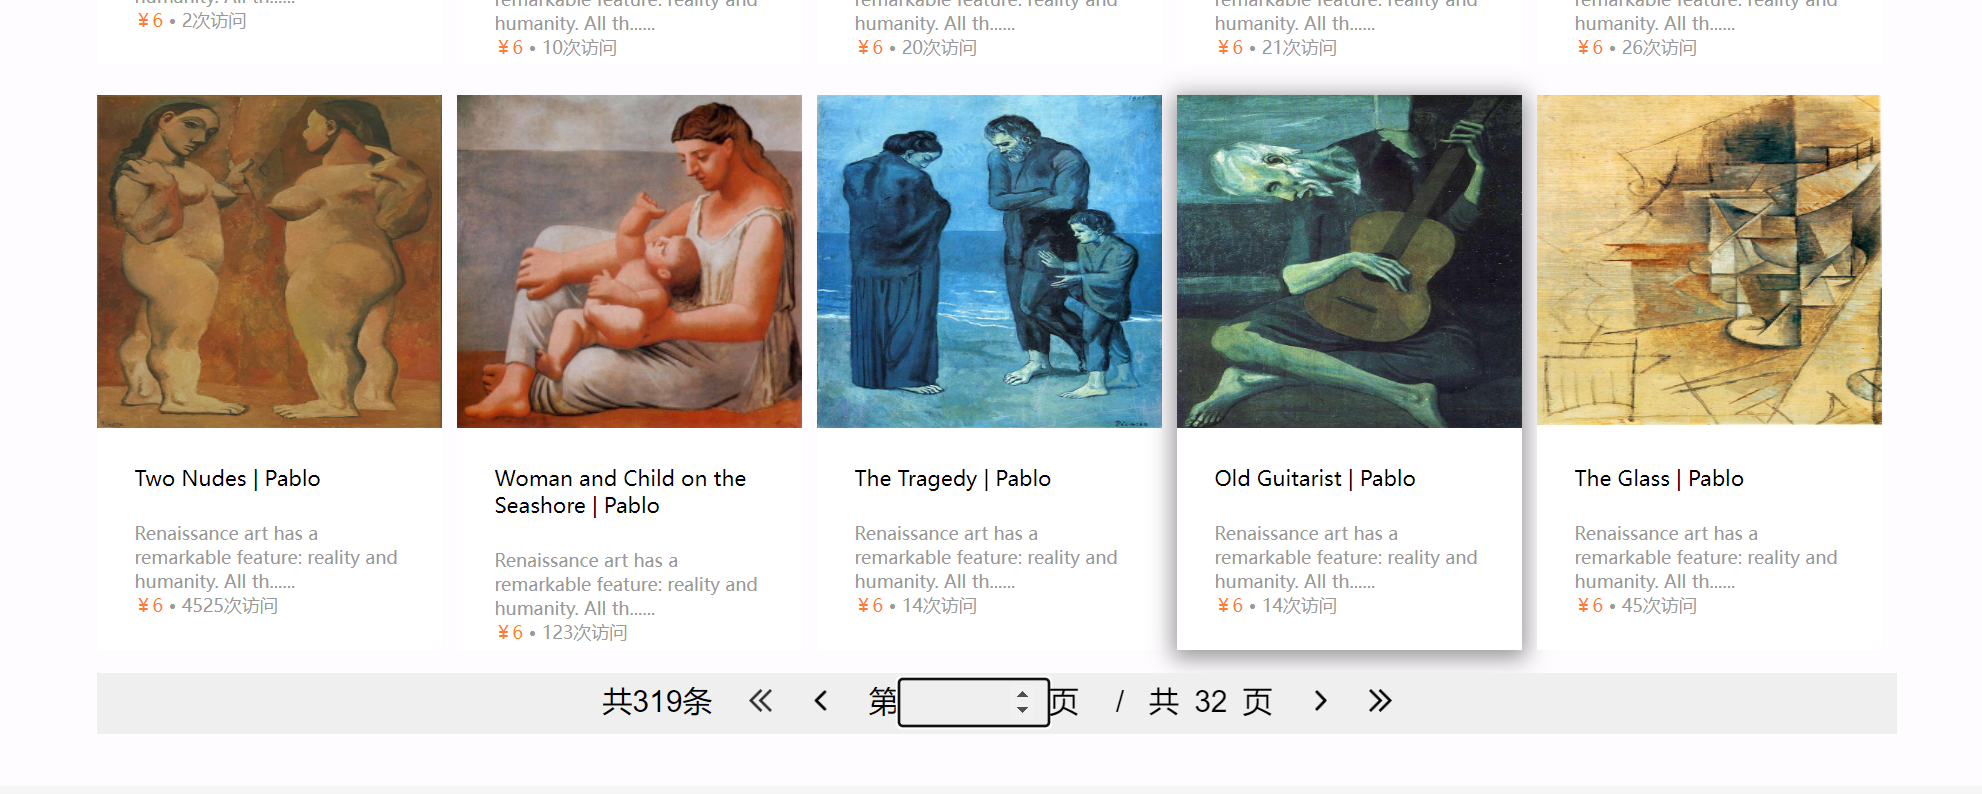 ¥6 • 2次访问
humanity. All th......
¥6 • 10次访问
humanity. All th......
¥6 • 20次访问
humanity. All th......
¥6 • 21次访问
humanity. All th......
¥6 • 26次访问
Two Nudes | Pablo
Renaissance art has a
remarkable feature: reality and
humanity. All th......
¥6 • 4525次访问
Woman and Child on the
Seashore | Pablo
Renaissance art has a
remarkable feature: reality and
humanity. All th......
¥6 • 123次访问
The Tragedy | Pablo
Renaissance art has a
remarkable feature: reality and
humanity. All th......
¥6 • 14次访问
Old Guitarist | Pablo
Renaissance art has a
remarkable feature: reality and
humanity. All th......
¥6 • 14次访问
The Glass | Pablo
Renaissance art has a
remarkable feature: reality and
humanity. All th......
¥6 • 45次访问
共319条 第 页 / 共 32 页